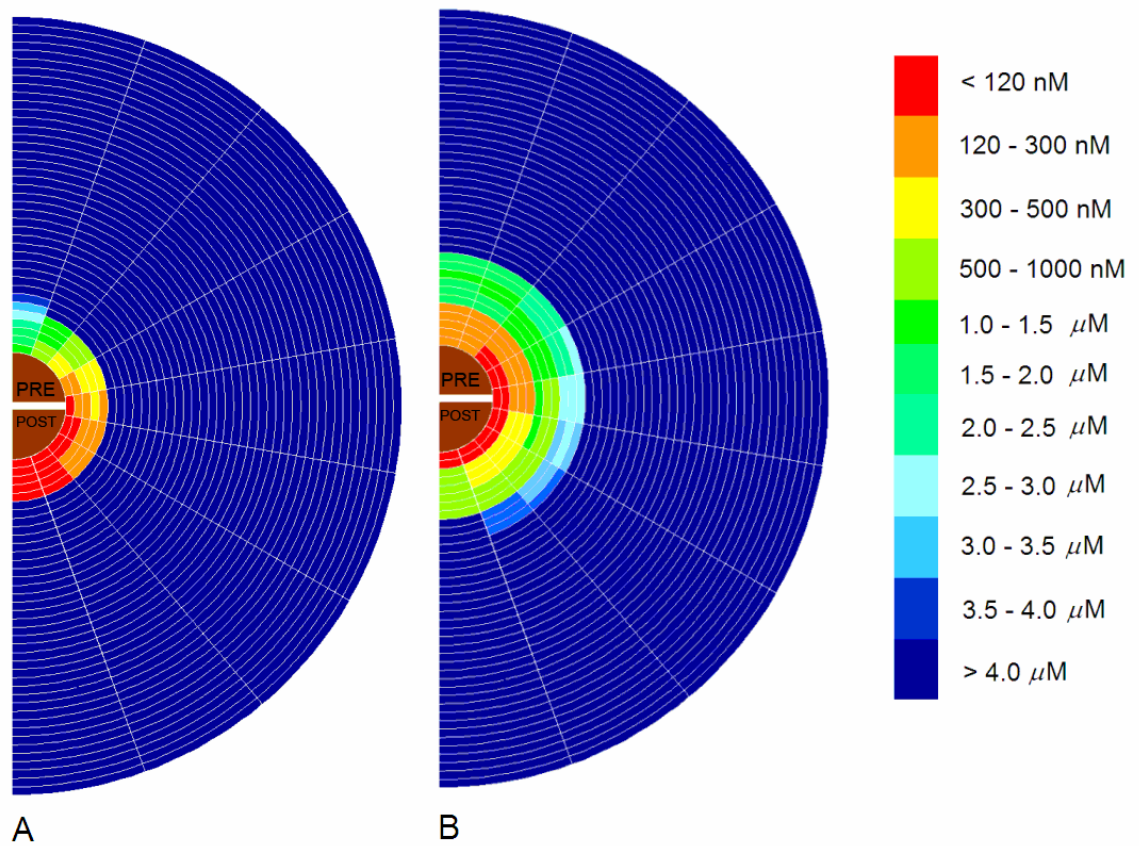 PRE
POST
A
PRE
POST
B
< 120 nM
120 - 300 nM
300 - 500 nM
500 - 1000 nM
1.0 - 1.5 μM
1.5 - 2.0 μM
2.0 - 2.5 μM
2.5 - 3.0 μM
3.0 - 3.5 μM
3.5 - 4.0 μM
> 4.0 μM